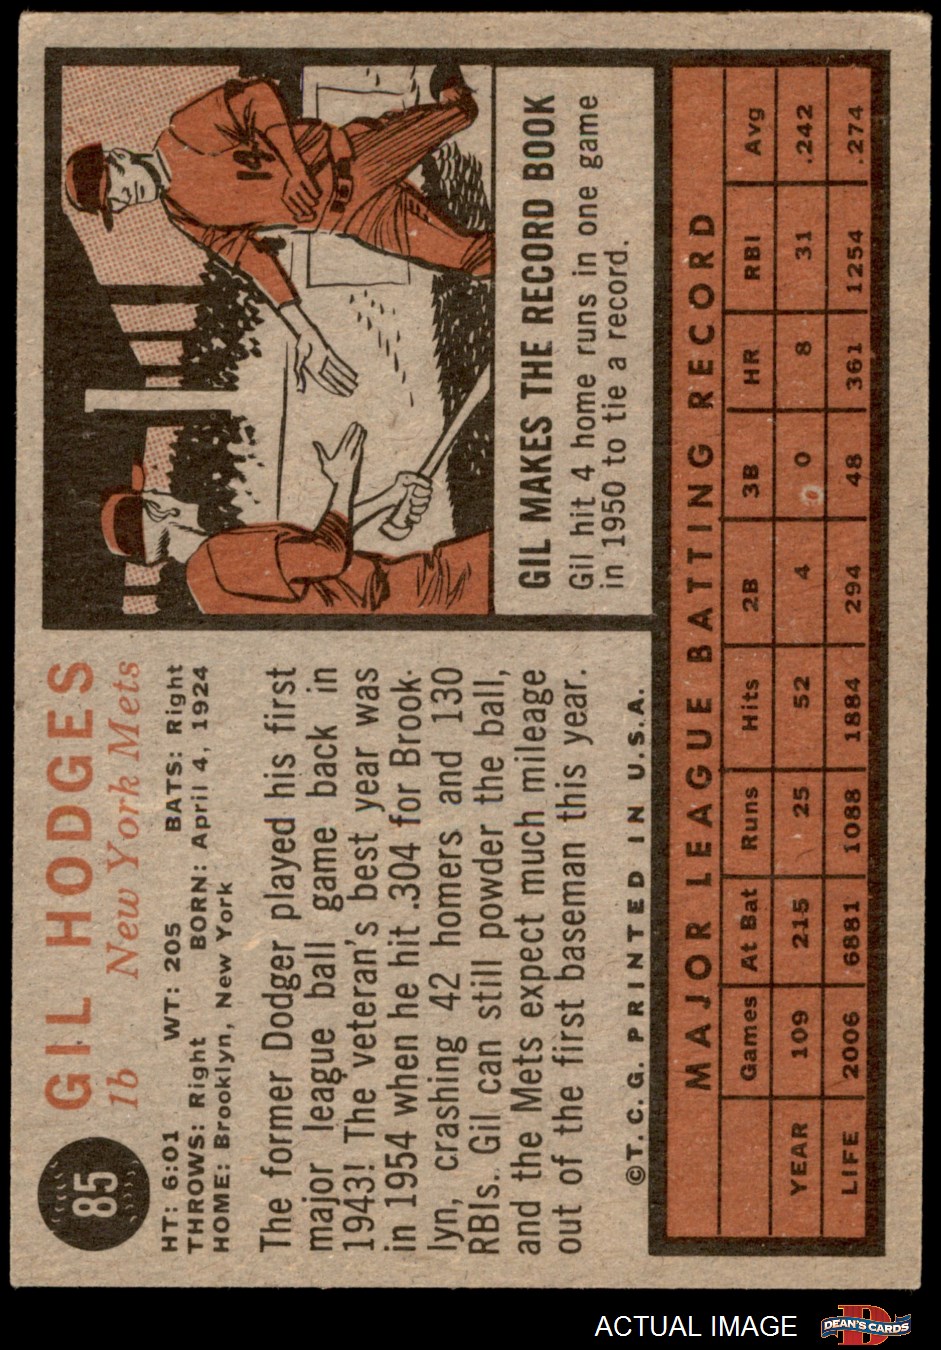 85
GIL HODGES
1b New York Mets
HT: 6:01 WT: 205 BATS: Right
THROWS: Right BORN: April 4, 1924
HOME: Brooklyn, New York
The former Dodger played his first
major league ball game back in
1943! The veteran's best year was
in 1954 when he hit .304 for Brook-
lyn, crashing 42 homers and 130
RBIs. Gil can still powder the ball,
and the Mets expect much mileage
out of the first baseman this year.
©T. C. G. PRINTED IN U.S.A.
14
GIL MAKES THE RECORD BOOK
Gil hit 4 home runs in one game
in 1950 to tie a record.
MAJOR LEAGUE BATTING RECORD
Games At Bat Runs Hits 2B 3B HR RBI Avg
YEAR 109 215 25 52 4 0 8 31 .242
LIFE 2006 6881 1088 1884 294 48 361 1254 .274
ACTUAL IMAGE
D
DEAN'S CARDS